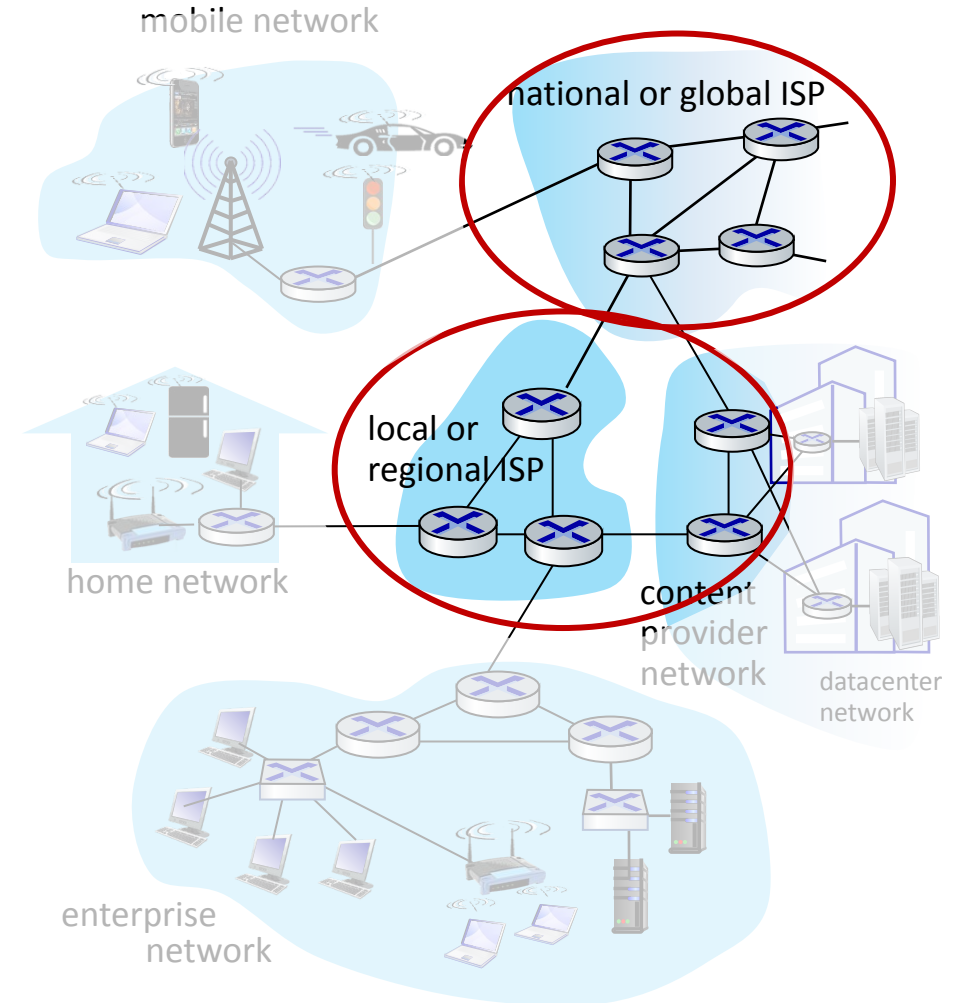 mobile network
national or global ISP
local or
regional ISP
home network
content
provider
network
datacenter
network
enterprise
network